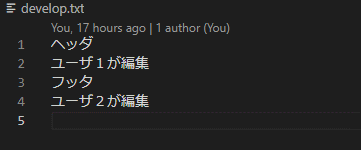 develop.txt
You, 17 hours ago | 1 author (You)
1 ヘッダ
2 ユーザ１が編集
3 フッタ
4 ユーザ２が編集
5